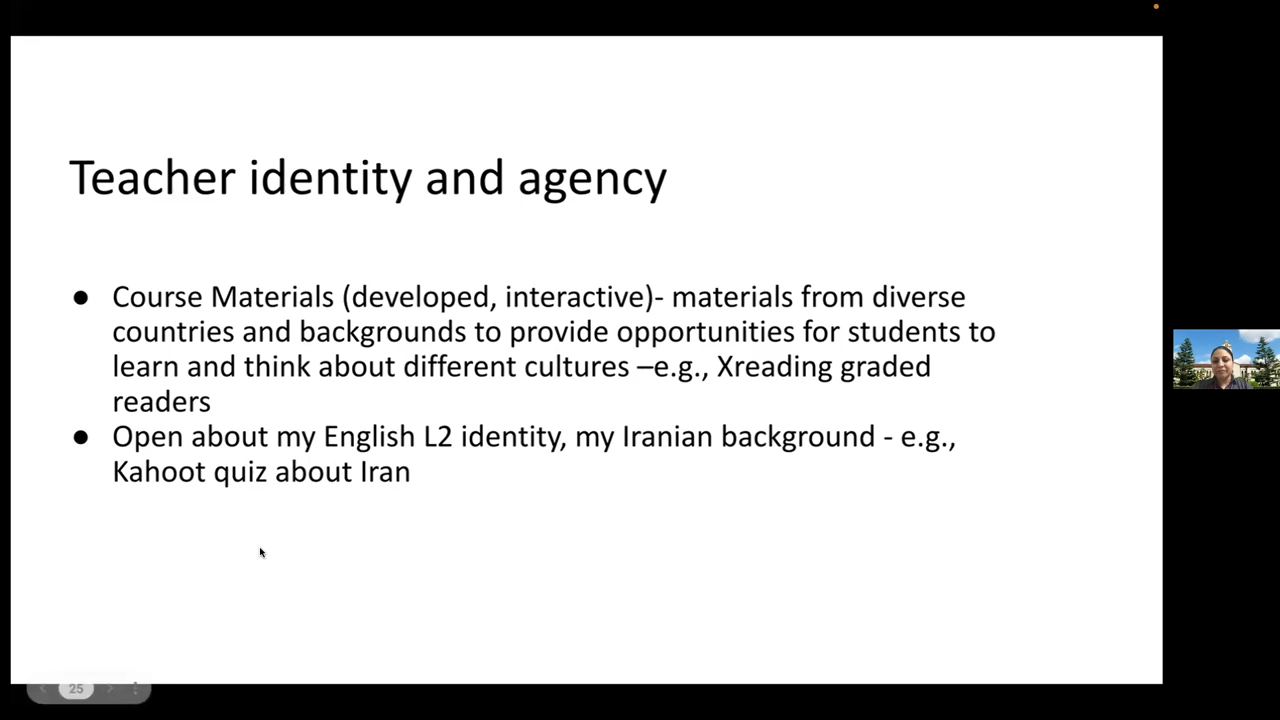 Teacher identity and agency
● Course Materials (developed, interactive)- materials from diverse
countries and backgrounds to provide opportunities for students to
learn and think about different cultures –e.g., Xreading graded
readers
● Open about my English L2 identity, my Iranian background - e.g.,
Kahoot quiz about Iran
25